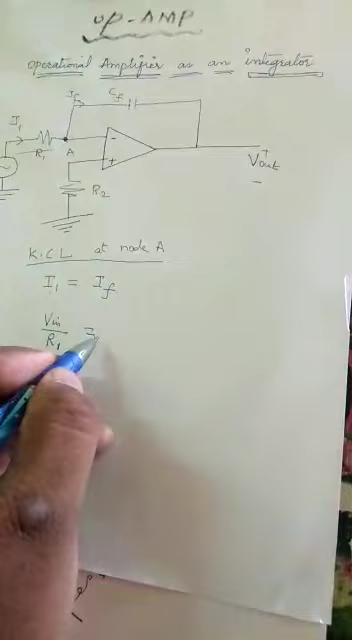 OP-AMP
operational Amplifier as an integrator
If Cf
I1
R1 A - +
R2
+ Vout -
K.C.L at node A
I1 = If
Vin
R1 =